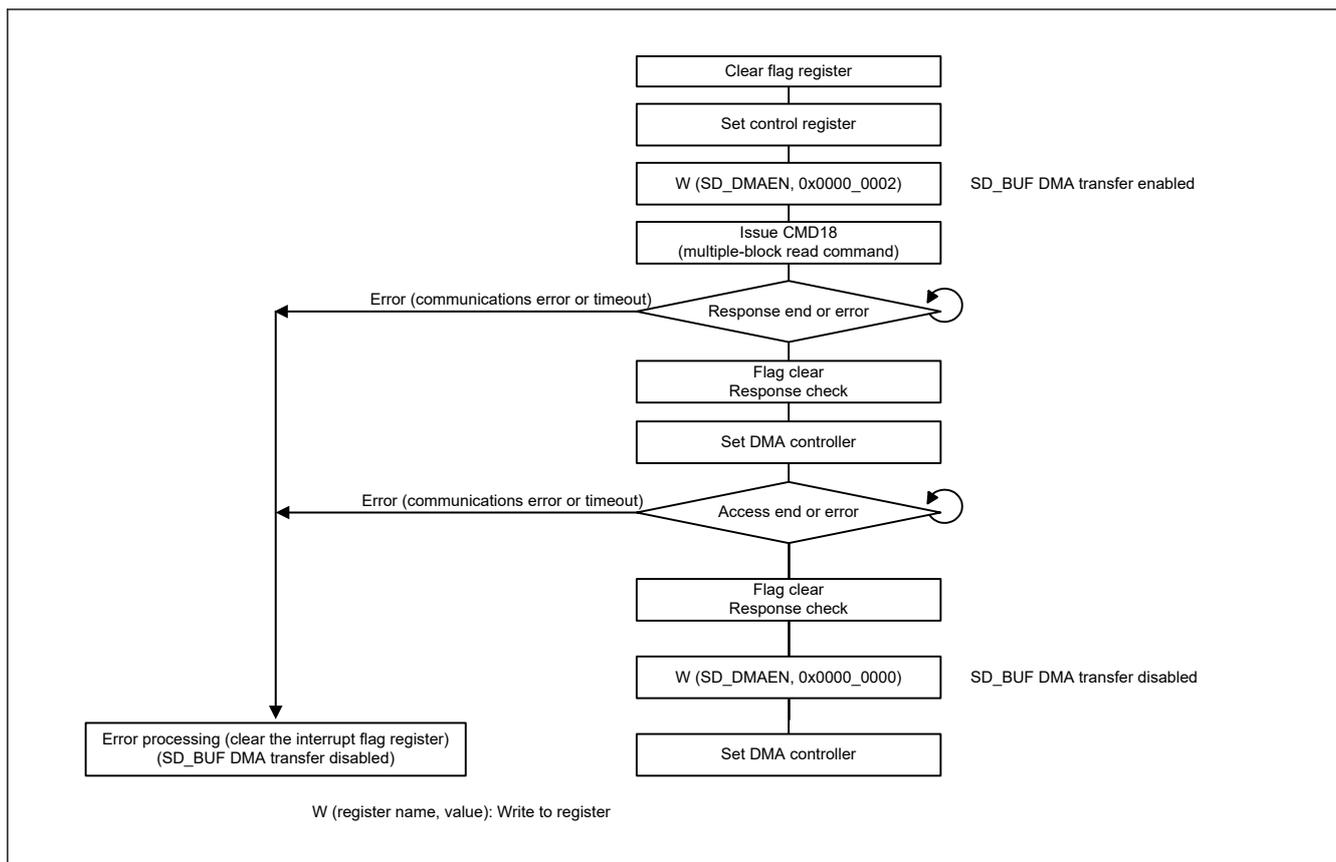 Clear flag register
Set control register
W (SD_DMAEN, 0x0000_0002)
SD_BUF DMA transfer enabled
Issue CMD18
(multiple-block read command)
Error (communications error or timeout)
Response end or error
Flag clear
Response check
Set DMA controller
Error (communications error or timeout)
Access end or error
Flag clear
Response check
W (SD_DMAEN, 0x0000_0000)
SD_BUF DMA transfer disabled
Error processing (clear the interrupt flag register)
(SD_BUF DMA transfer disabled)
Set DMA controller
W (register name, value): Write to register